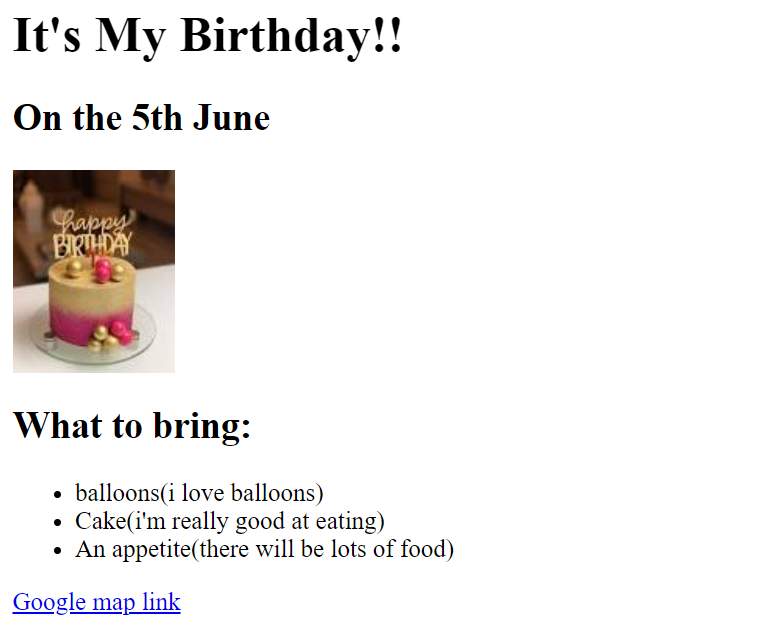 It's My Birthday!!
On the 5th June
happy
BIRTHDAY
What to bring:
balloons(i love balloons)
Cake(i'm really good at eating)
An appetite(there will be lots of food)
Google map link